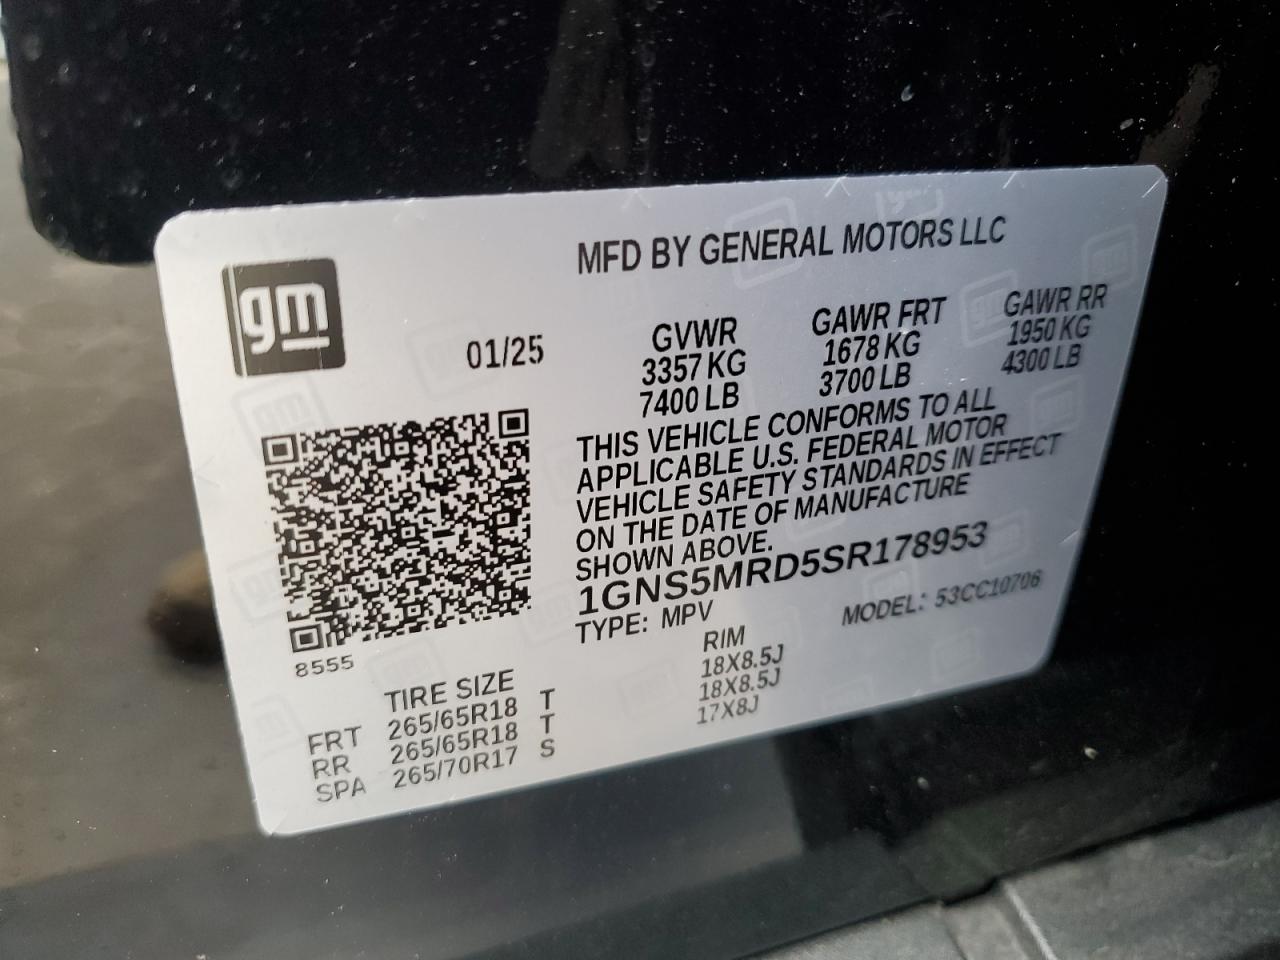 gm
MFD BY GENERAL MOTORS LLC
01/25
GVWR GAWR FRT GAWR RR
3357 KG 1678 KG 1950 KG
7400 LB 3700 LB 4300 LB
THIS VEHICLE CONFORMS TO ALL
APPLICABLE U.S. FEDERAL MOTOR
VEHICLE SAFETY STANDARDS IN EFFECT
ON THE DATE OF MANUFACTURE
SHOWN ABOVE.
1GNS5MRD5SR178953
TYPE: MPV MODEL: 53CC10706
8555
TIRE SIZE RIM
FRT 265/65R18 T 18X8.5J
RR 265/65R18 T 18X8.5J
SPA 265/70R17 S 17X8J